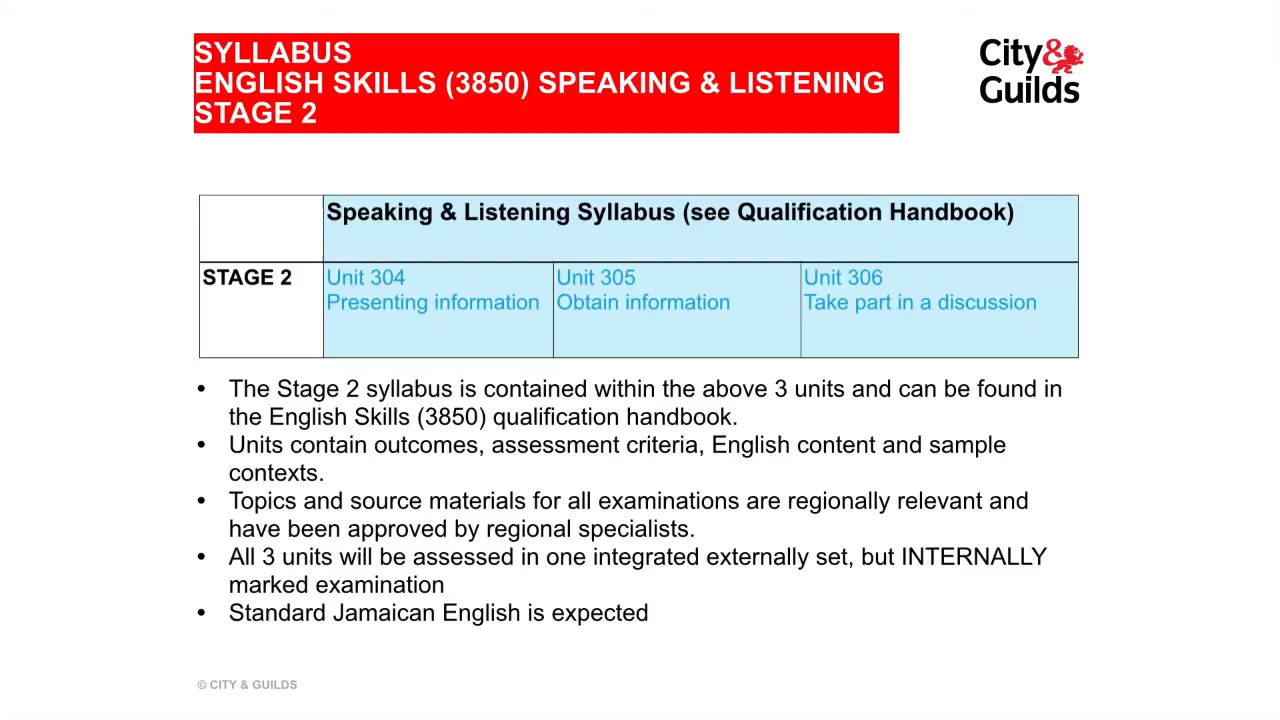 SYLLABUS
ENGLISH SKILLS (3850) SPEAKING & LISTENING
STAGE 2
City&
Guilds
Speaking & Listening Syllabus (see Qualification Handbook)
STAGE 2
Unit 304
Presenting information
Unit 305
Obtain information
Unit 306
Take part in a discussion
• The Stage 2 syllabus is contained within the above 3 units and can be found in
the English Skills (3850) qualification handbook.
• Units contain outcomes, assessment criteria, English content and sample
contexts.
• Topics and source materials for all examinations are regionally relevant and
have been approved by regional specialists.
• All 3 units will be assessed in one integrated externally set, but INTERNALLY
marked examination
• Standard Jamaican English is expected
© CITY & GUILDS